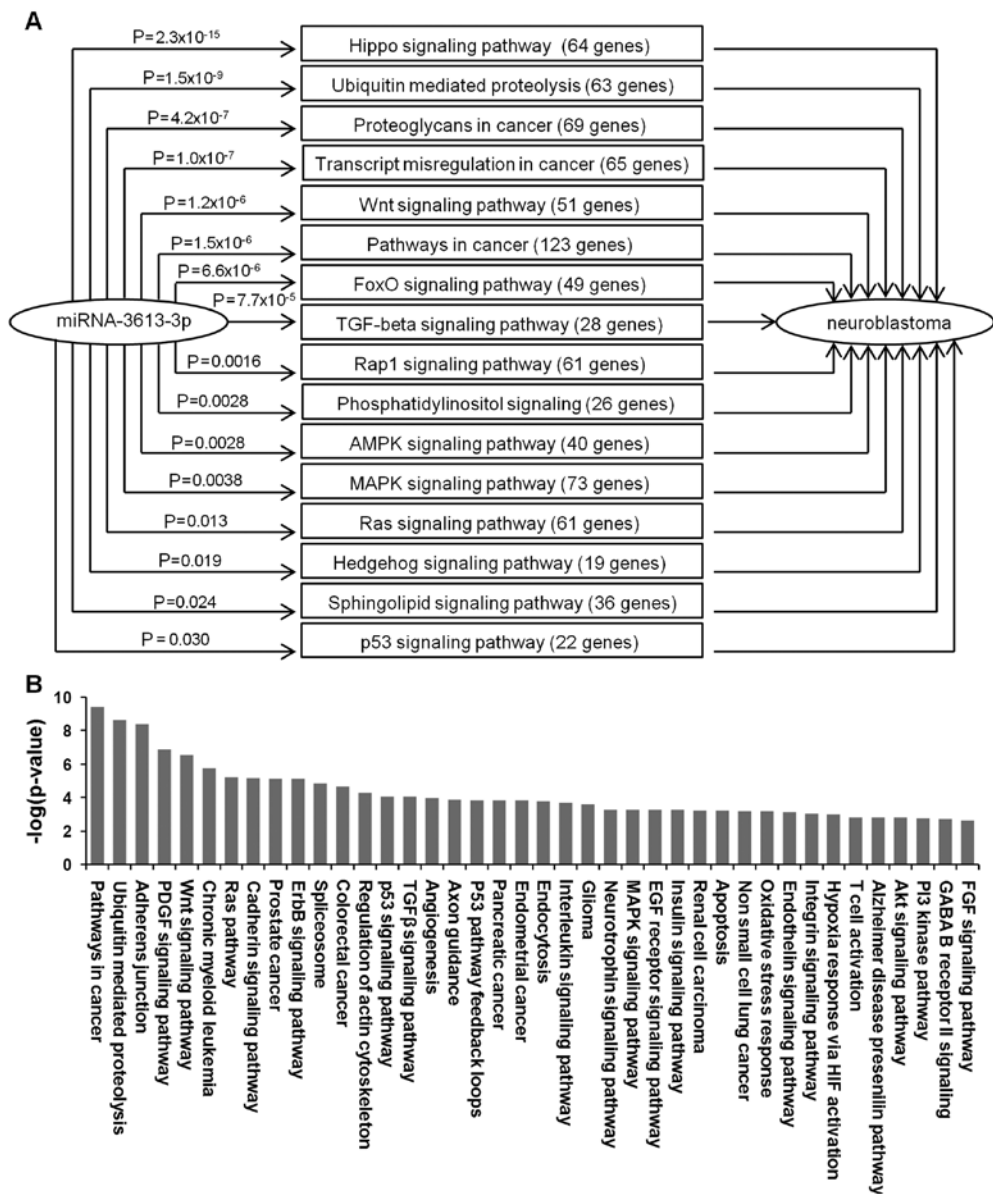 A
P=2.3x10⁻¹⁵
Hippo signaling pathway (64 genes)
P=1.5x10⁻⁹
Ubiquitin mediated proteolysis (63 genes)
P=4.2x10⁻⁷
Proteoglycans in cancer (69 genes)
P=1.0x10⁻⁷
Transcript misregulation in cancer (65 genes)
P=1.2x10⁻⁶
Wnt signaling pathway (51 genes)
P=1.5x10⁻⁶
Pathways in cancer (123 genes)
P=6.6x10⁻⁶
FoxO signaling pathway (49 genes)
P=7.7x10⁻⁵
miRNA-3613-3p
TGF-beta signaling pathway (28 genes)
neuroblastoma
P=0.0016
Rap1 signaling pathway (61 genes)
P=0.0028
Phosphatidylinositol signaling (26 genes)
P=0.0028
AMPK signaling pathway (40 genes)
P=0.0038
MAPK signaling pathway (73 genes)
P=0.013
Ras signaling pathway (61 genes)
P=0.019
Hedgehog signaling pathway (19 genes)
P=0.024
Sphingolipid signaling pathway (36 genes)
P = 0.030
p53 signaling pathway (22 genes)
B
-log(p-value)
10
8
6
4
2
0
Pathways in cancer
Ubiquitin mediated proteolysis
Adherens junction
PDGF signaling pathway
Wnt signaling pathway
Chronic myeloid leukemia
Ras pathway
Cadherin signaling pathway
Prostate cancer
ErbB signaling pathway
Spliceosome
Colorectal cancer
Regulation of actin cytoskeleton
p53 signaling pathway
TGFβ signaling pathway
Angiogenesis
Axon guidance
P53 pathway feedback loops
Pancreatic cancer
Endometrial cancer
Endocytosis
Interleukin signaling pathway
Glioma
Neurotrophin signaling pathway
MAPK signaling pathway
EGF receptor signaling pathway
Insulin signaling pathway
Renal cell carcinoma
Apoptosis
Non small cell lung cancer
Oxidative stress response
Endothelin signaling pathway
Integrin signaling pathway
Hypoxia response via HIF activation
T cell activation
Alzheimer disease presenilin pathway
Akt signaling pathway
PI3 kinase pathway
GABA B receptor II signaling
FGF signaling pathway